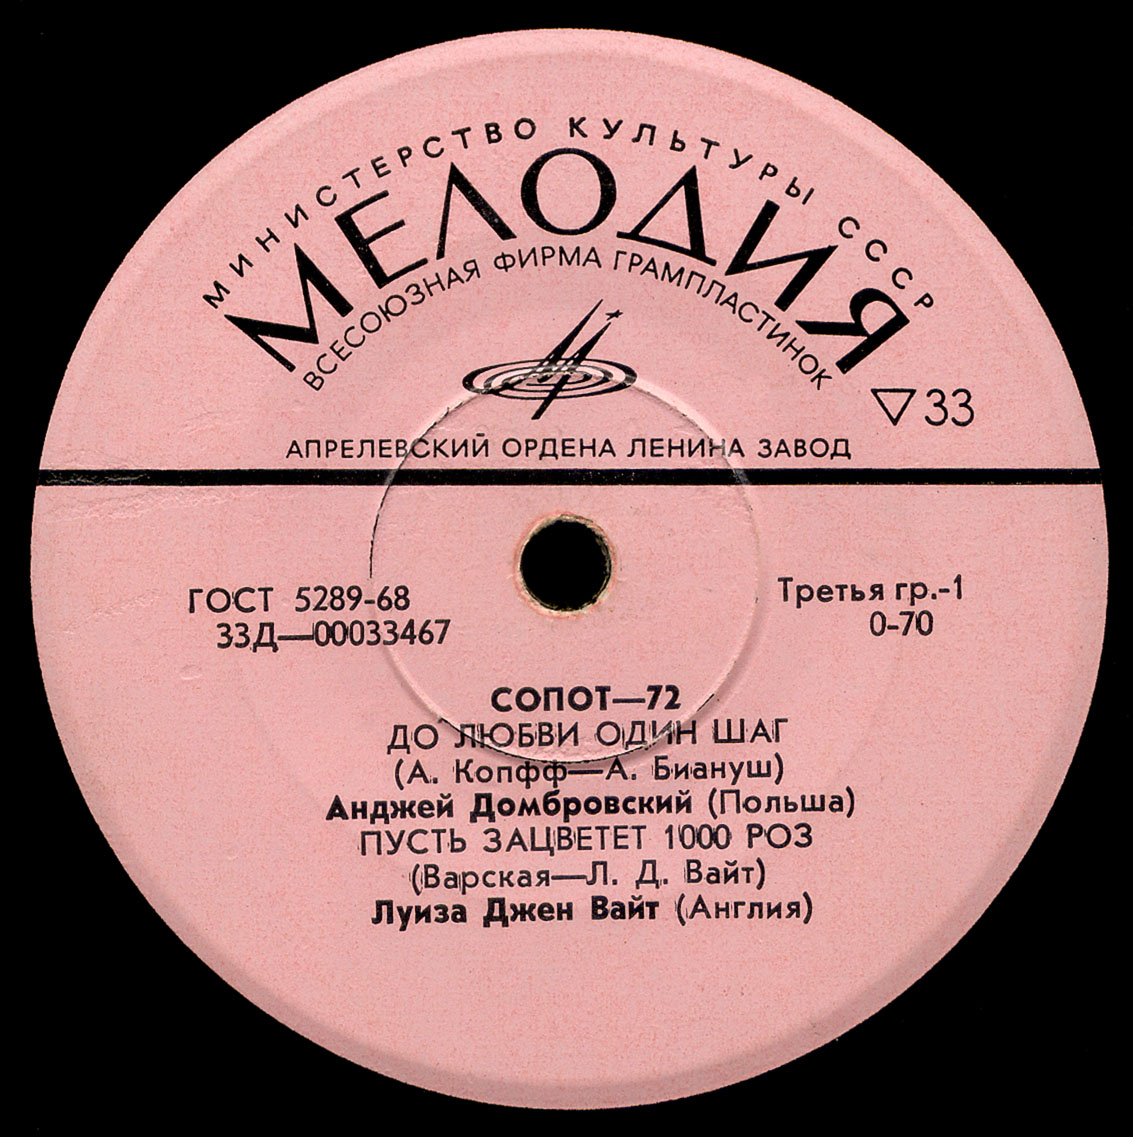 МИНИСТЕРСТВО КУЛЬТУРЫ СССР
МЕЛОДИЯ
ВСЕСОЮЗНАЯ ФИРМА ГРАМПЛАСТИНОК
▽33
АПРЕЛЕВСКИЙ ОРДЕНА ЛЕНИНА ЗАВОД
ГОСТ 5289-68
33Д—00033467
Третья гр.-1
0-70
СОПОТ—72
ДО ЛЮБВИ ОДИН ШАГ
(А. Копфф—А. Биануш)
Анджей Домбровский (Польша)
ПУСТЬ ЗАЦВЕТЕТ 1000 РОЗ
(Варская—Л. Д. Вайт)
Луиза Джен Вайт (Англия)